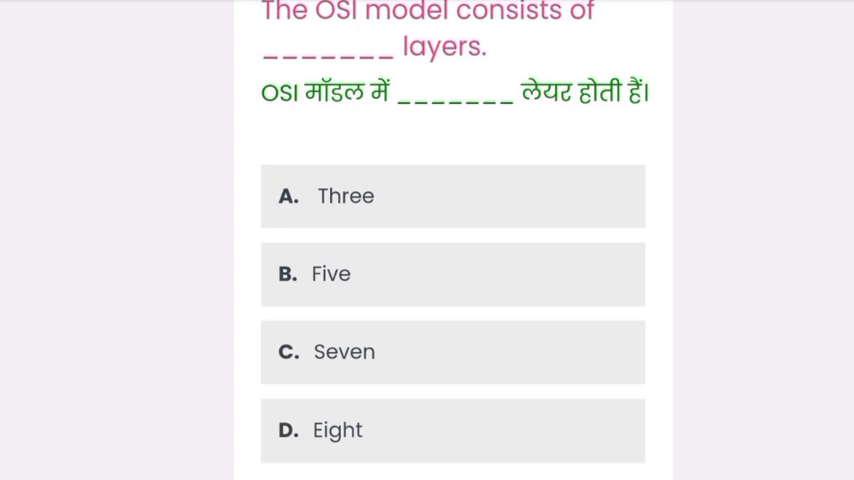 The OSI model consists of
_______ layers.
OSI मॉडल में _______ लेयर होती हैं।
A. Three
B. Five
C. Seven
D. Eight